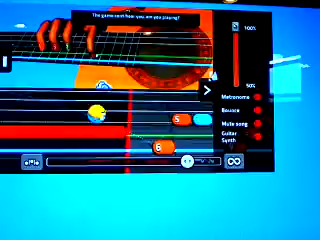 The game can't hear you, are you playing?
100%
50%
Metronome
Bounce
Mute song
Guitar
Synth
5
6